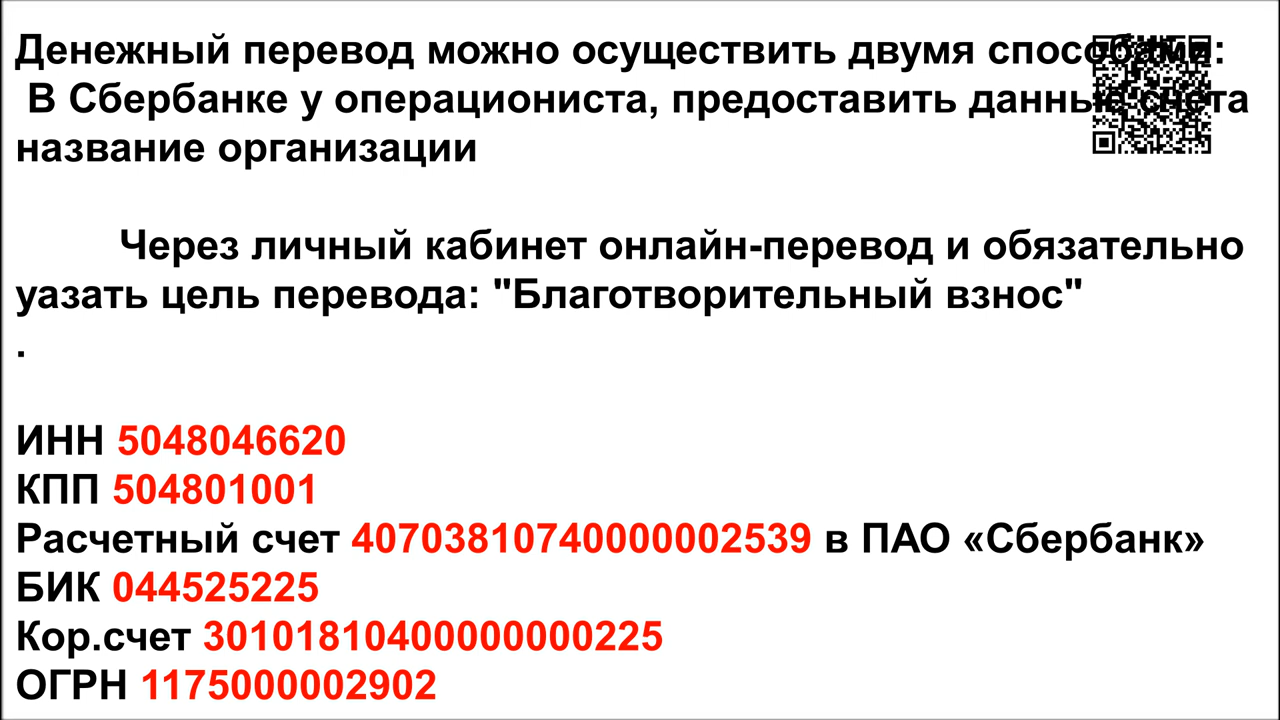 Денежный перевод можно осуществить двумя способами:
В Сбербанке у операциониста, предоставить данные счета
название организации
Через личный кабинет онлайн-перевод и обязательно
уазать цель перевода: "Благотворительный взнос"
.
ИНН 5048046620
КПП 504801001
Расчетный счет 40703810740000002539 в ПАО «Сбербанк»
БИК 044525225
Кор.счет 30101810400000000225
ОГРН 1175000002902